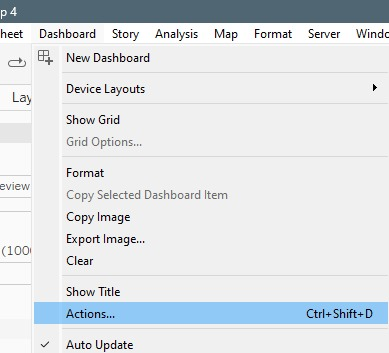 p 4
heet Dashboard Story Analysis Map Format Server Windo
New Dashboard
Lay
Device Layouts
Show Grid
Grid Options...
Format
eview
Copy Selected Dashboard Item
Copy Image
(100
Export Image...
Clear
Show Title
Actions... Ctrl+Shift+D
Auto Update